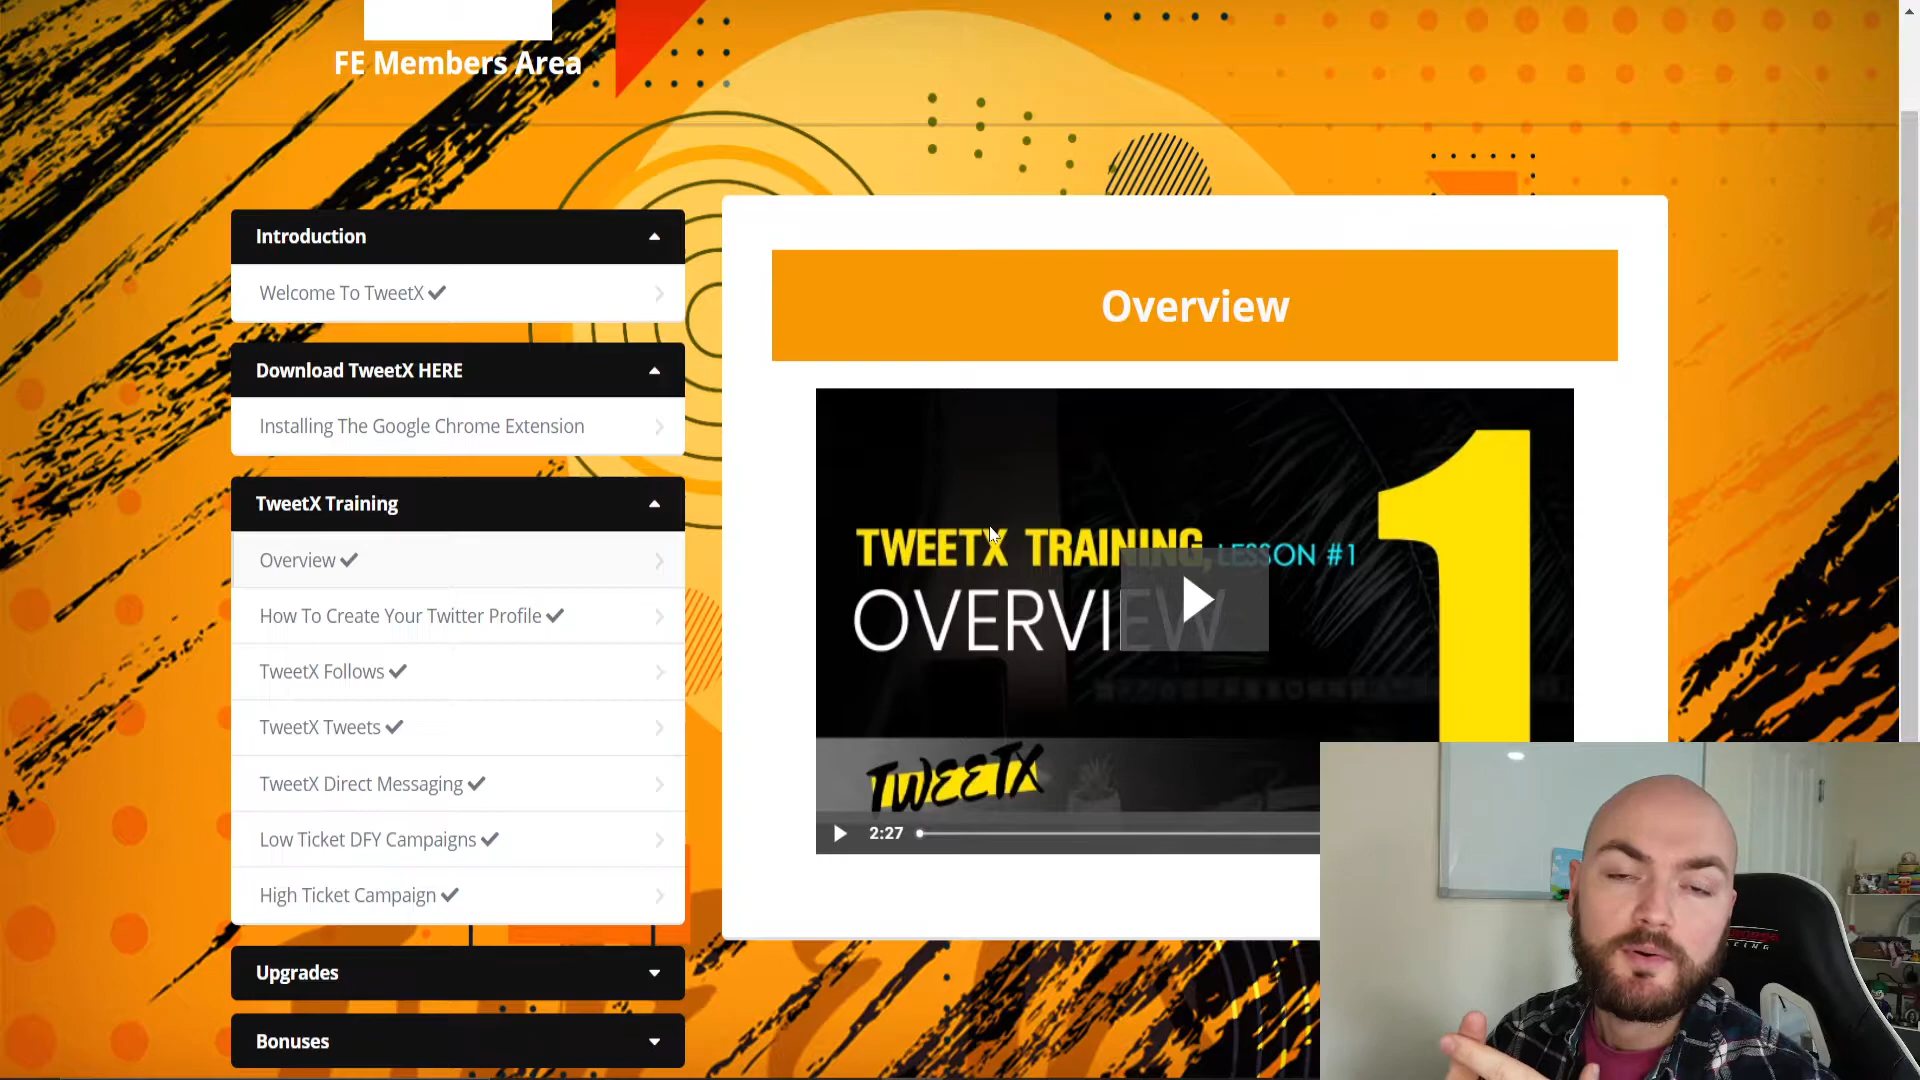 FE Members Area
Introduction
Welcome To TweetX
Download TweetX HERE
Installing The Google Chrome Extension
TweetX Training
Overview
How To Create Your Twitter Profile
TweetX Follows
TweetX Tweets
TweetX Direct Messaging
Low Ticket DFY Campaigns
High Ticket Campaign
Upgrades
Bonuses
Overview
TWEETX TRAINING, LESSON #1
OVERVIEW
1
TWEETX
2:27